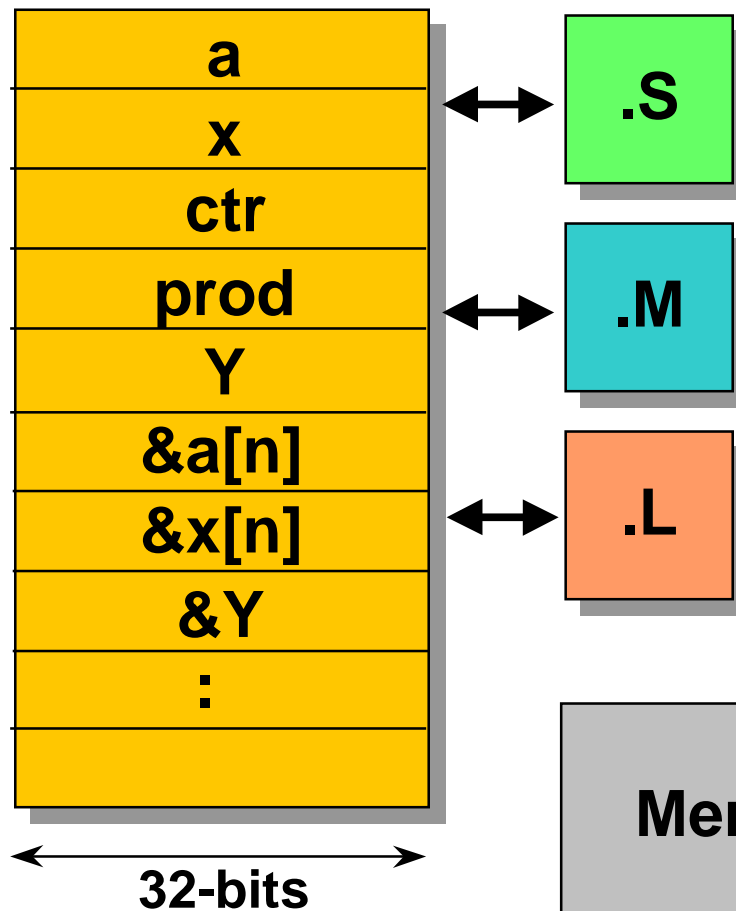 a
x
ctr
prod
Y
&a[n]
&x[n]
&Y
:
32-bits
.S
.M
.L